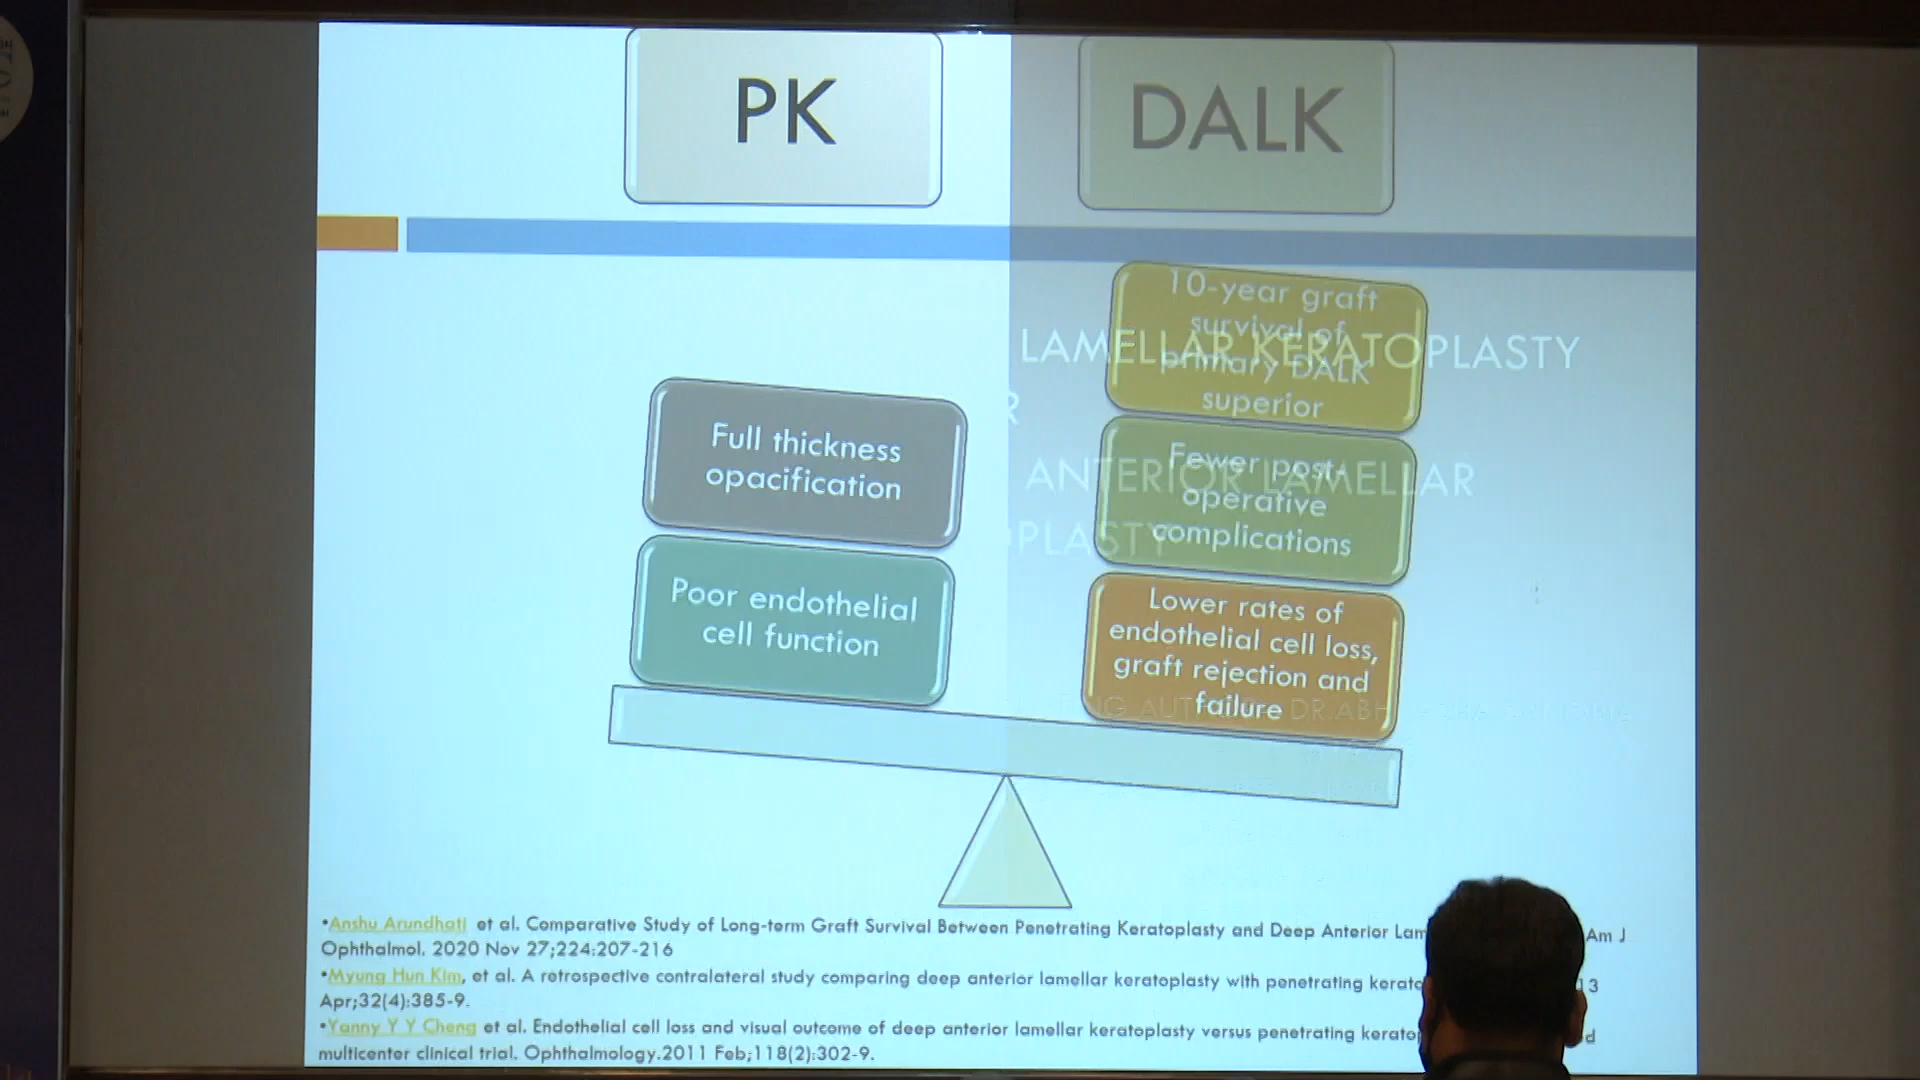 PK
DALK
10-year graft
survival of
primary DALK
superior
LAMELLAR KERATOPLASTY
R
Full thickness
opacification
Fewer post-
operative
complications
ANTERIOR LAMELLAR
OPLASTY
Poor endothelial
cell function
Lower rates of
endothelial cell loss,
graft rejection and
failure
•Anshu Arundhati et al. Comparative Study of Long-term Graft Survival Between Penetrating Keratoplasty and Deep Anterior Lam Am J
Ophthalmol. 2020 Nov 27;224:207-216
•Myung Hun Kim, et al. A retrospective contralateral study comparing deep anterior lamellar keratoplasty with penetrating kerato 13
Apr;32(4):385-9.
•Yanny Y Y Cheng et al. Endothelial cell loss and visual outcome of deep anterior lamellar keratoplasty versus penetrating keratop d
multicenter clinical trial. Ophthalmology.2011 Feb;118(2):302-9.